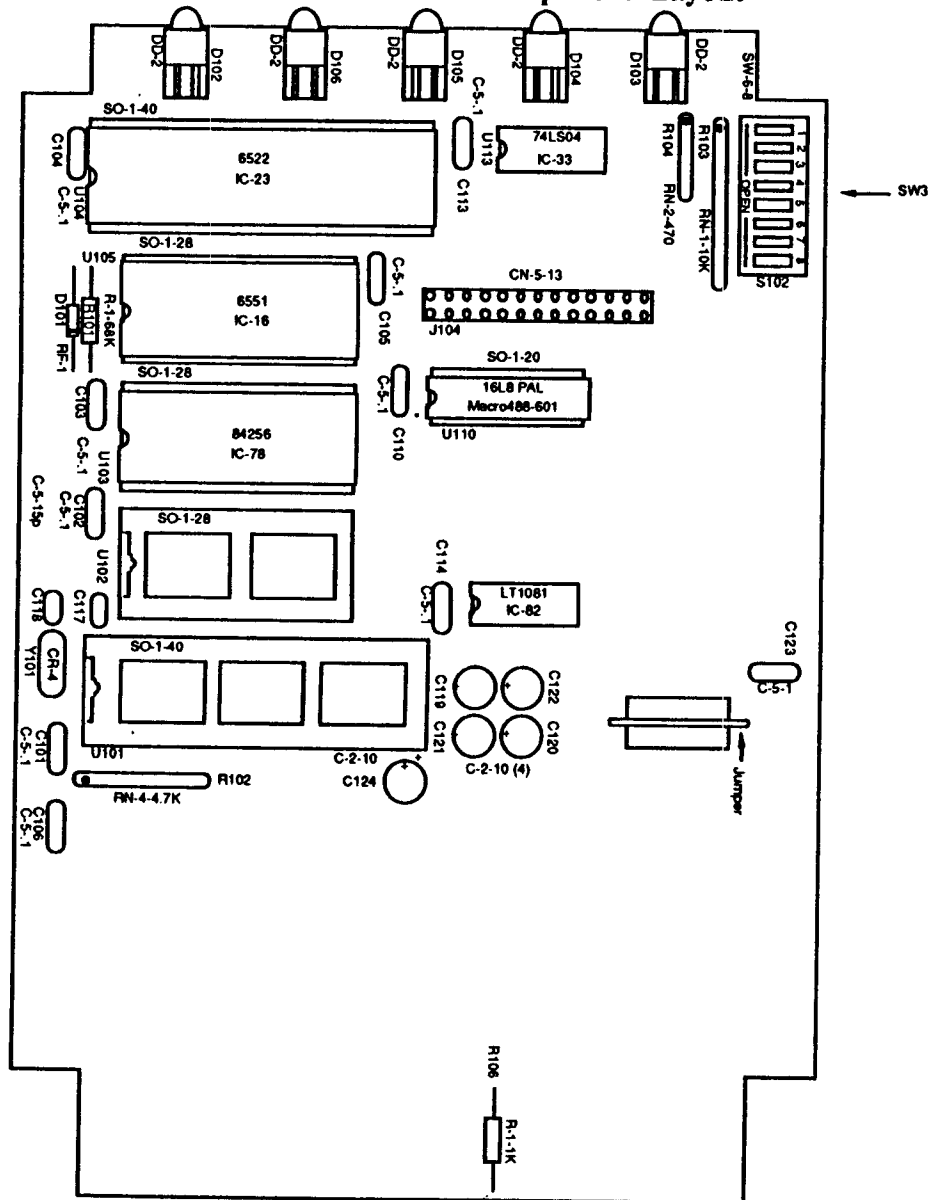 DD-2
D102
DD-2
D106
DD-2
D105
DD-2
D104
D103
DD-2
SW-6-8
SO-1-40
C104
U104
C-5-.1
6522
IC-23
C-5-.1
C113
U113
74LS04
IC-33
R104
RN-2-470
R103
RN-1-10K
1
2
3
4
5
6
7
8
OPEN
S102
SW3
SO-1-28
U105
D101
RF-1
R101
R-1-68K
6551
IC-16
C-5-.1
C105
CN-5-13
J104
SO-1-28
C103
C-5-.1
U103
84256
IC-78
C-5-.1
C110
SO-1-20
16L8 PAL
Macro488-601
U110
C-5-15p
C102
C-5-.1
U102
SO-1-28
C118
C117
C114
C-5-.1
LT1081
IC-82
CR-4
Y101
SO-1-40
U101
C119
C122
C121
C120
C-2-10 (4)
C123
C-5-1
Jumper
C101
C-5-.1
C-2-10
C124
R102
RN-4-4.7K
C106
C-5-.1
R106
R-1-1K